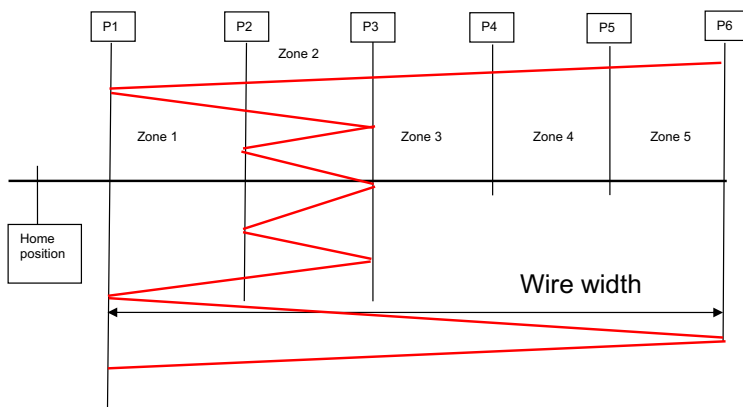 P1
P2
P3
P4
P5
P6
Zone 2
Zone 1
Zone 3
Zone 4
Zone 5
Home
position
Wire width